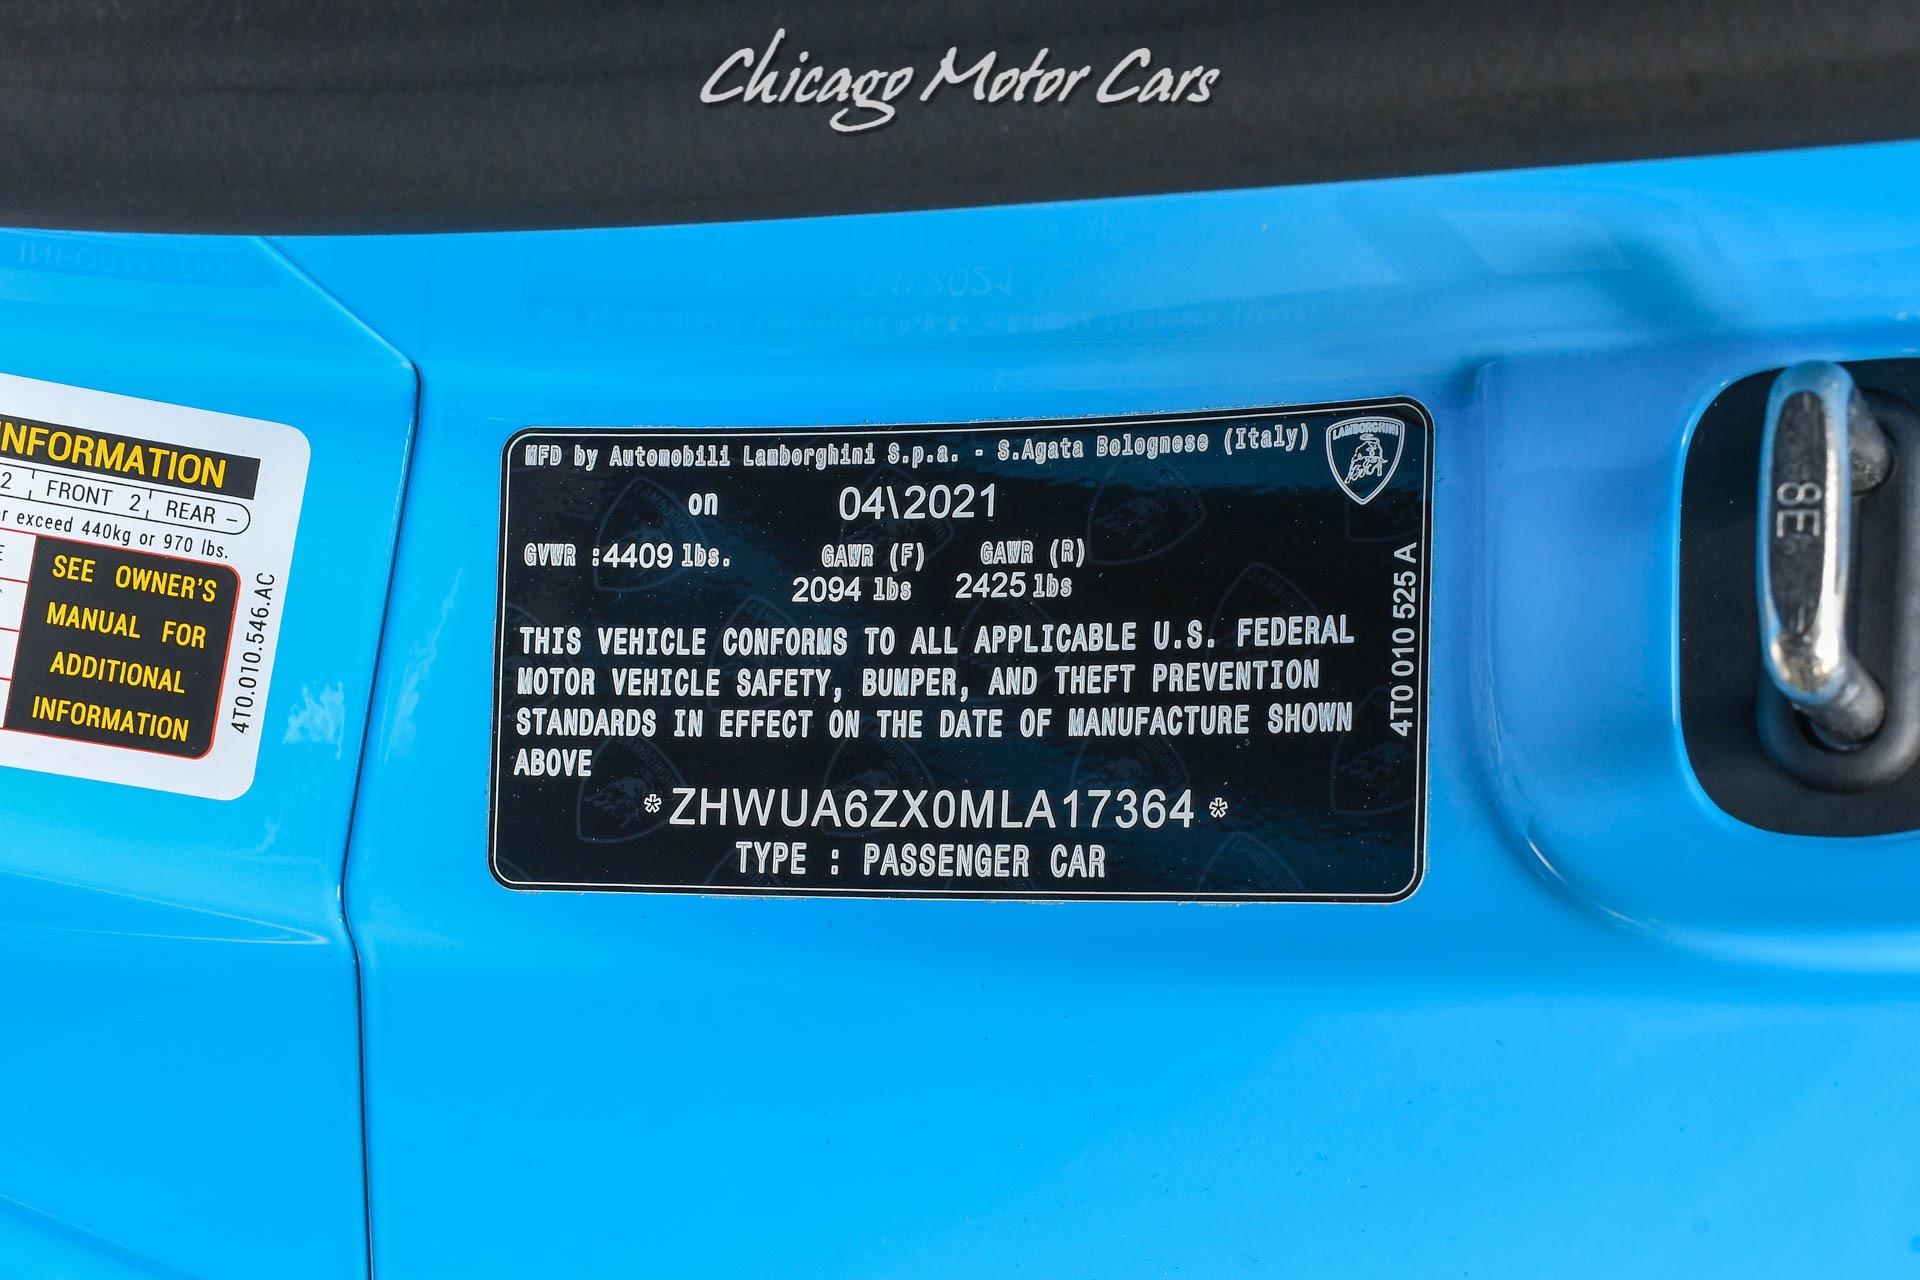 Chicago Motor Cars
INFORMATION
2 FRONT 2 REAR -
exceed 440kg or 970 lbs.
SEE OWNER'S
MANUAL FOR
ADDITIONAL
INFORMATION
4T0.010.546.AC
MFD by Automobili Lamborghini S.p.a. - S.Agata Bolognese (Italy)
LAMBORGHINI
on 04\2021
GVWR :4409 lbs. GAWR (F) GAWR (R)
2094 lbs 2425 lbs
THIS VEHICLE CONFORMS TO ALL APPLICABLE U.S. FEDERAL
MOTOR VEHICLE SAFETY, BUMPER, AND THEFT PREVENTION
STANDARDS IN EFFECT ON THE DATE OF MANUFACTURE SHOWN
ABOVE
*ZHWUA6ZX0MLA17364*
TYPE : PASSENGER CAR
4T0 010 525 A